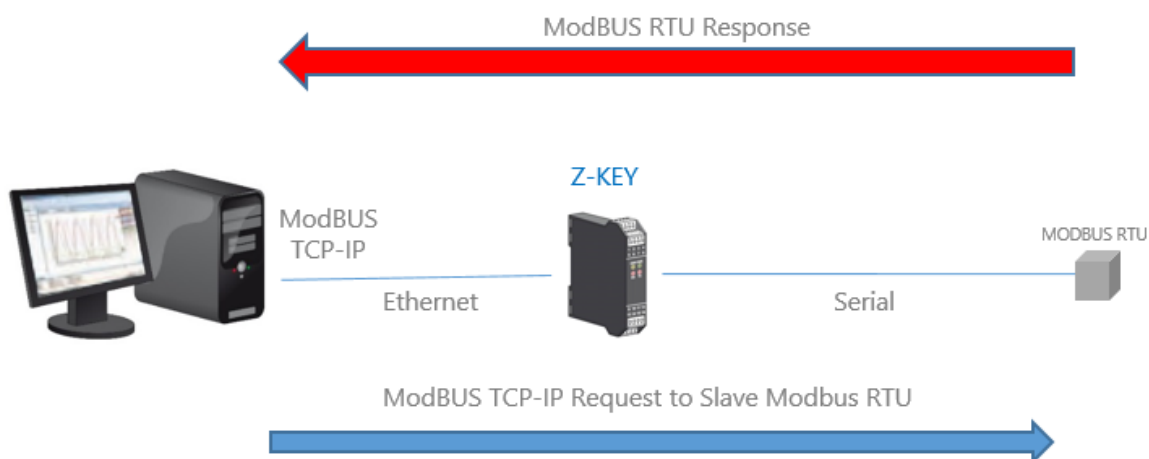 ModBUS RTU Response
Z-KEY
ModBUS
TCP-IP
MODBUS RTU
Ethernet
Serial
ModBUS TCP-IP Request to Slave Modbus RTU